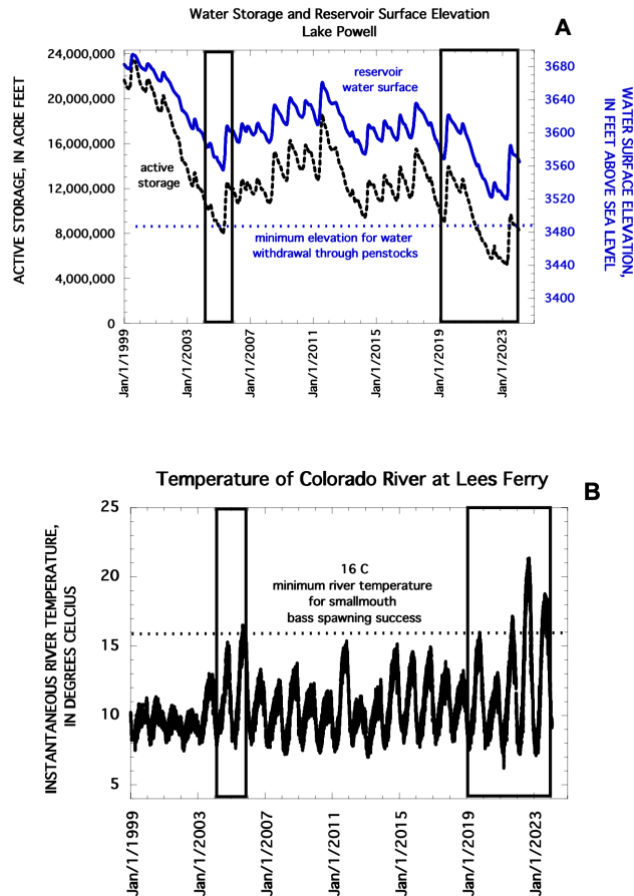 Water Storage and Reservoir Surface Elevation
Lake Powell
A
24,000,000
20,000,000
16,000,000
12,000,000
8,000,000
4,000,000
0
ACTIVE STORAGE, IN ACRE FEET
reservoir
water surface
active
storage
minimum elevation for water
withdrawal through penstocks
3680
3640
3600
3560
3520
3480
3440
3400
WATER SURFACE ELEVATION,
IN FEET ABOVE SEA LEVEL
Jan/1/1999
Jan/1/2003
Jan/1/2007
Jan/1/2011
Jan/1/2015
Jan/1/2019
Jan/1/2023
Temperature of Colorado River at Lees Ferry
B
25
20
15
10
5
INSTANTANEOUS RIVER TEMPERATURE,
IN DEGREES CELCIUS
16 C
minimum river temperature
for smallmouth
bass spawning success
Jan/1/1999
Jan/1/2003
Jan/1/2007
Jan/1/2011
Jan/1/2015
Jan/1/2019
Jan/1/2023